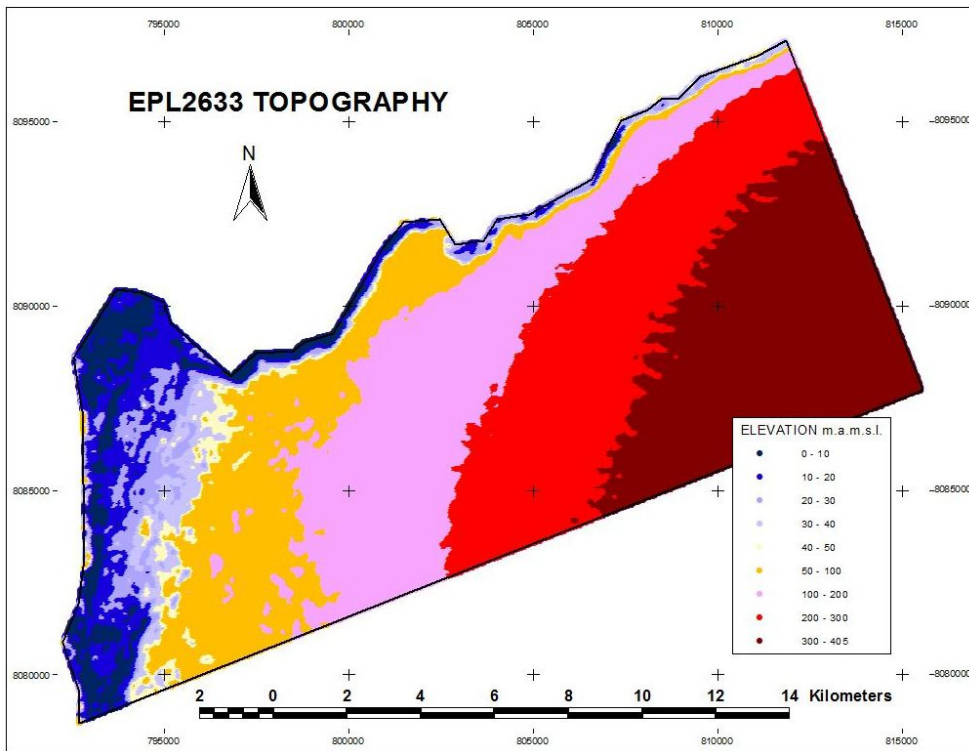 795000 800000 805000 810000 815000
EPL2633 TOPOGRAPHY
8095000 8095000
N
8090000 8090000
ELEVATION m.a.m.s.l.
0 - 10
10 - 20
20 - 30
30 - 40
40 - 50
50 - 100
100 - 200
200 - 300
300 - 405
8085000 8085000
8080000 8080000
2 0 2 4 6 8 10 12 14 Kilometers
795000 800000 805000 810000 815000